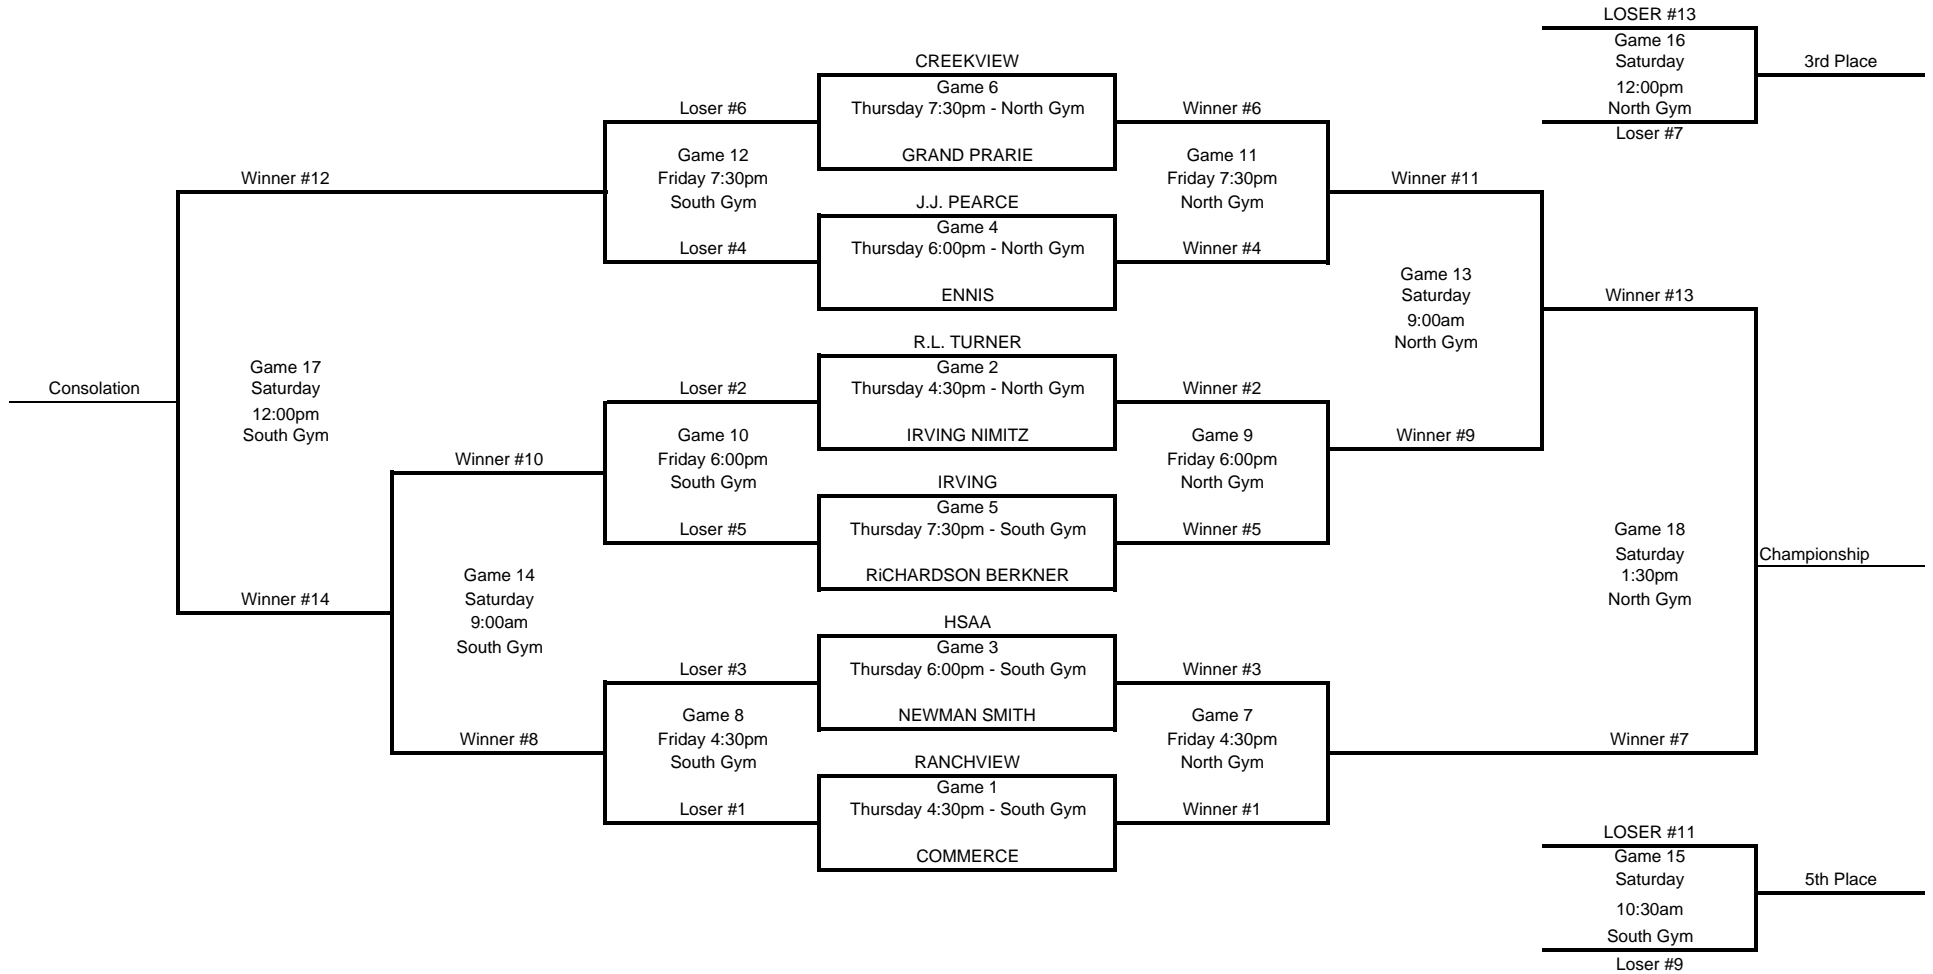 LOSER #13
Game 16
Saturday
12:00pm
North Gym
Loser #7
3rd Place
CREEKVIEW
Game 6
Thursday 7:30pm - North Gym
GRAND PRARIE
Loser #6
Winner #6
Game 12
Friday 7:30pm
South Gym
Game 11
Friday 7:30pm
North Gym
Winner #12
Winner #11
J.J. PEARCE
Game 4
Thursday 6:00pm - North Gym
ENNIS
Loser #4
Winner #4
Game 13
Saturday
9:00am
North Gym
Winner #13
R.L. TURNER
Game 2
Thursday 4:30pm - North Gym
IRVING NIMITZ
Loser #2
Winner #2
Game 17
Saturday
12:00pm
South Gym
Consolation
Game 10
Friday 6:00pm
South Gym
Game 9
Friday 6:00pm
North Gym
Winner #10
Winner #9
IRVING
Game 5
Thursday 7:30pm - South Gym
RiCHARDSON BERKNER
Loser #5
Winner #5
Game 18
Saturday
1:30pm
North Gym
Championship
Game 14
Saturday
9:00am
South Gym
Winner #14
HSAA
Game 3
Thursday 6:00pm - South Gym
NEWMAN SMITH
Loser #3
Winner #3
Game 8
Friday 4:30pm
South Gym
Game 7
Friday 4:30pm
North Gym
Winner #8
Winner #7
RANCHVIEW
Game 1
Thursday 4:30pm - South Gym
COMMERCE
Loser #1
Winner #1
LOSER #11
Game 15
Saturday
10:30am
South Gym
Loser #9
5th Place